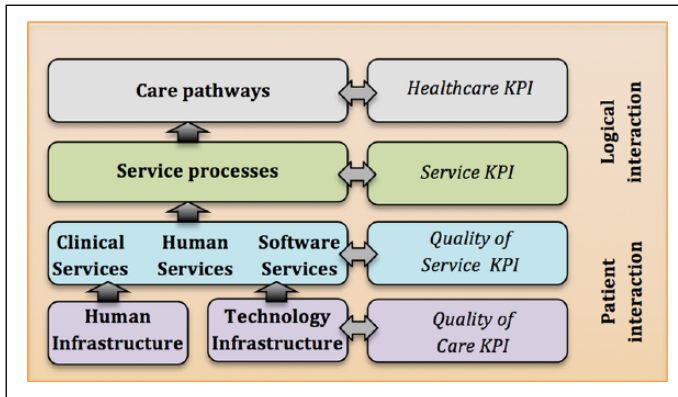 Care pathways
Healthcare KPI
Service processes
Service KPI
Clinical Services
Human Services
Software Services
Quality of
Service KPI
Human
Infrastructure
Technology
Infrastructure
Quality of
Care KPI
Logical
interaction
Patient
interaction